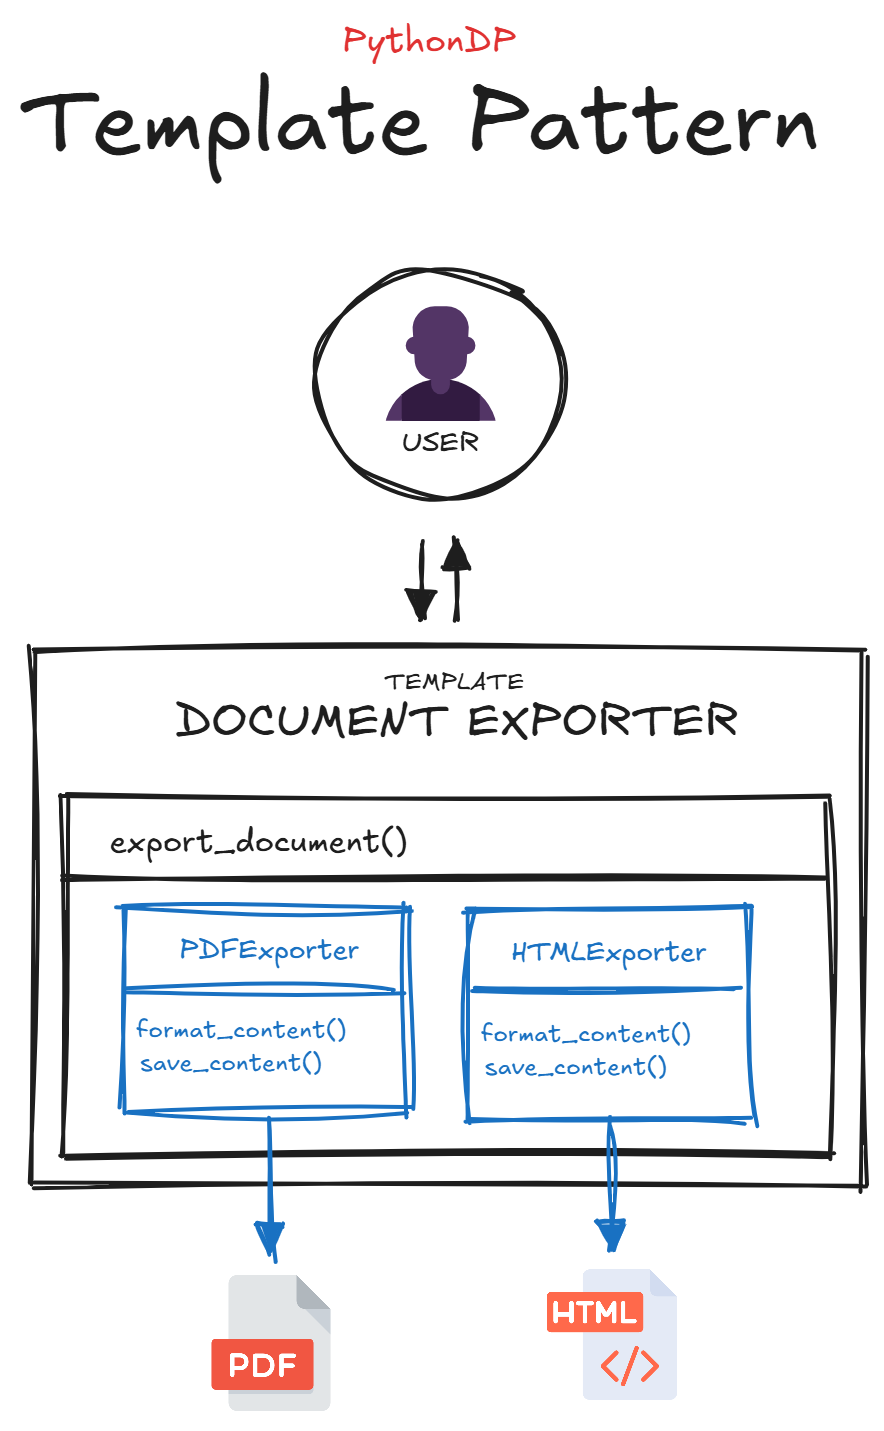 PythonDP
Template Pattern
USER
TEMPLATE
DOCUMENT EXPORTER
export_document()
PDFExporter
format_content()
save_content()
HTMLExporter
format_content()
save_content()
PDF
HTML
</>